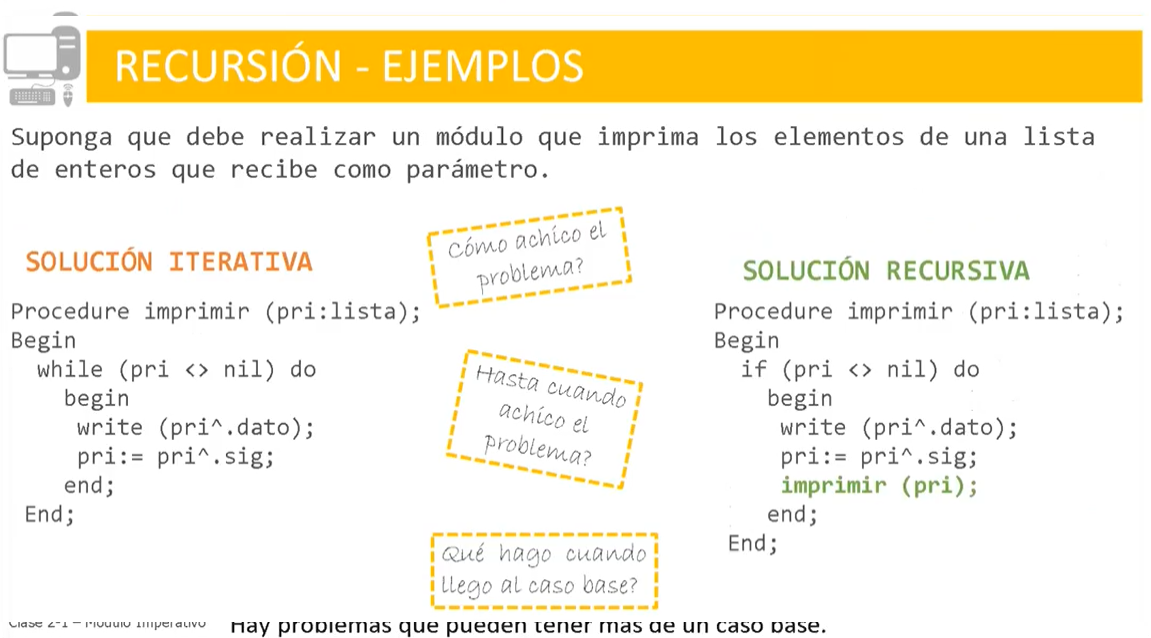 RECURSIÓN - EJEMPLOS
Suponga que debe realizar un módulo que imprima los elementos de una lista
de enteros que recibe como parámetro.
SOLUCIÓN ITERATIVA
Procedure imprimir (pri:lista);
Begin
while (pri <> nil) do
begin
write (pri^.dato);
pri:= pri^.sig;
end;
End;
Cómo achico el
problema?
Hasta cuando
achico el
problema?
Qué hago cuando
llego al caso base?
SOLUCIÓN RECURSIVA
Procedure imprimir (pri:lista);
Begin
if (pri <> nil) do
begin
write (pri^.dato);
pri:= pri^.sig;
imprimir (pri);
end;
End;
Clase 2-1 – Módulo Imperativo
Hay problemas que pueden tener mas de un caso base.